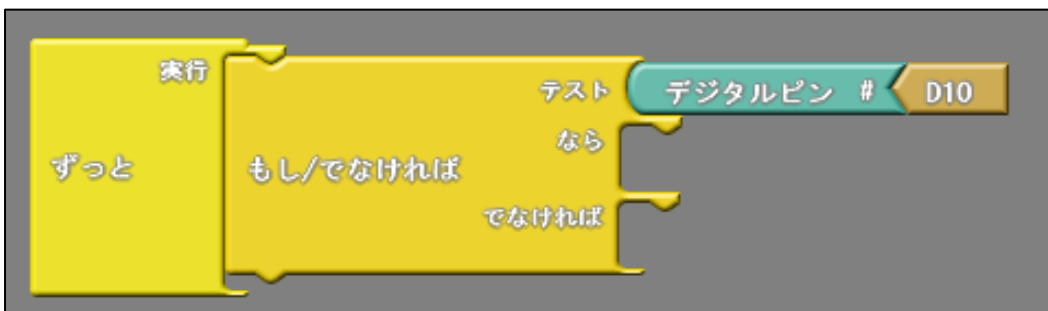 実行
テスト
デジタルピン # D10
なら
ずっと
もし/でなければ
でなければ